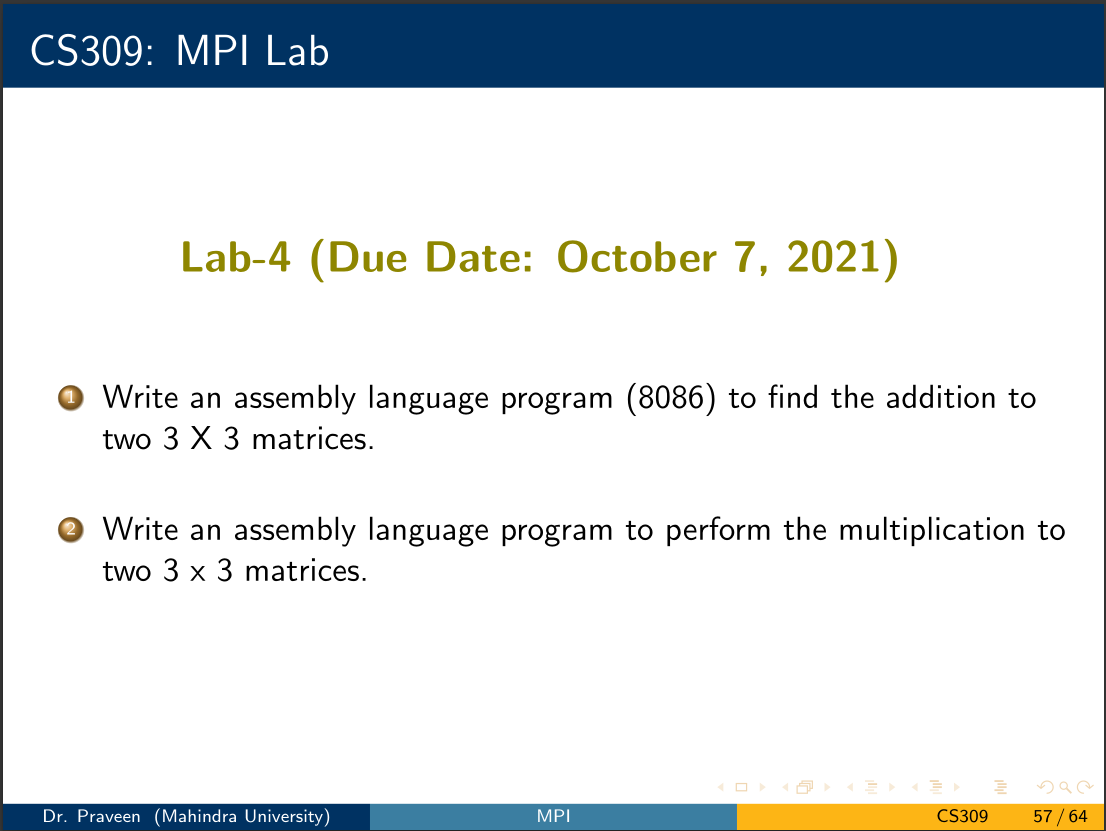 CS309: MPI Lab
Lab-4 (Due Date: October 7, 2021)
1 Write an assembly language program (8086) to find the addition to
two 3 X 3 matrices.
2 Write an assembly language program to perform the multiplication to
two 3 x 3 matrices.
Dr. Praveen (Mahindra University) MPI CS309 57 / 64